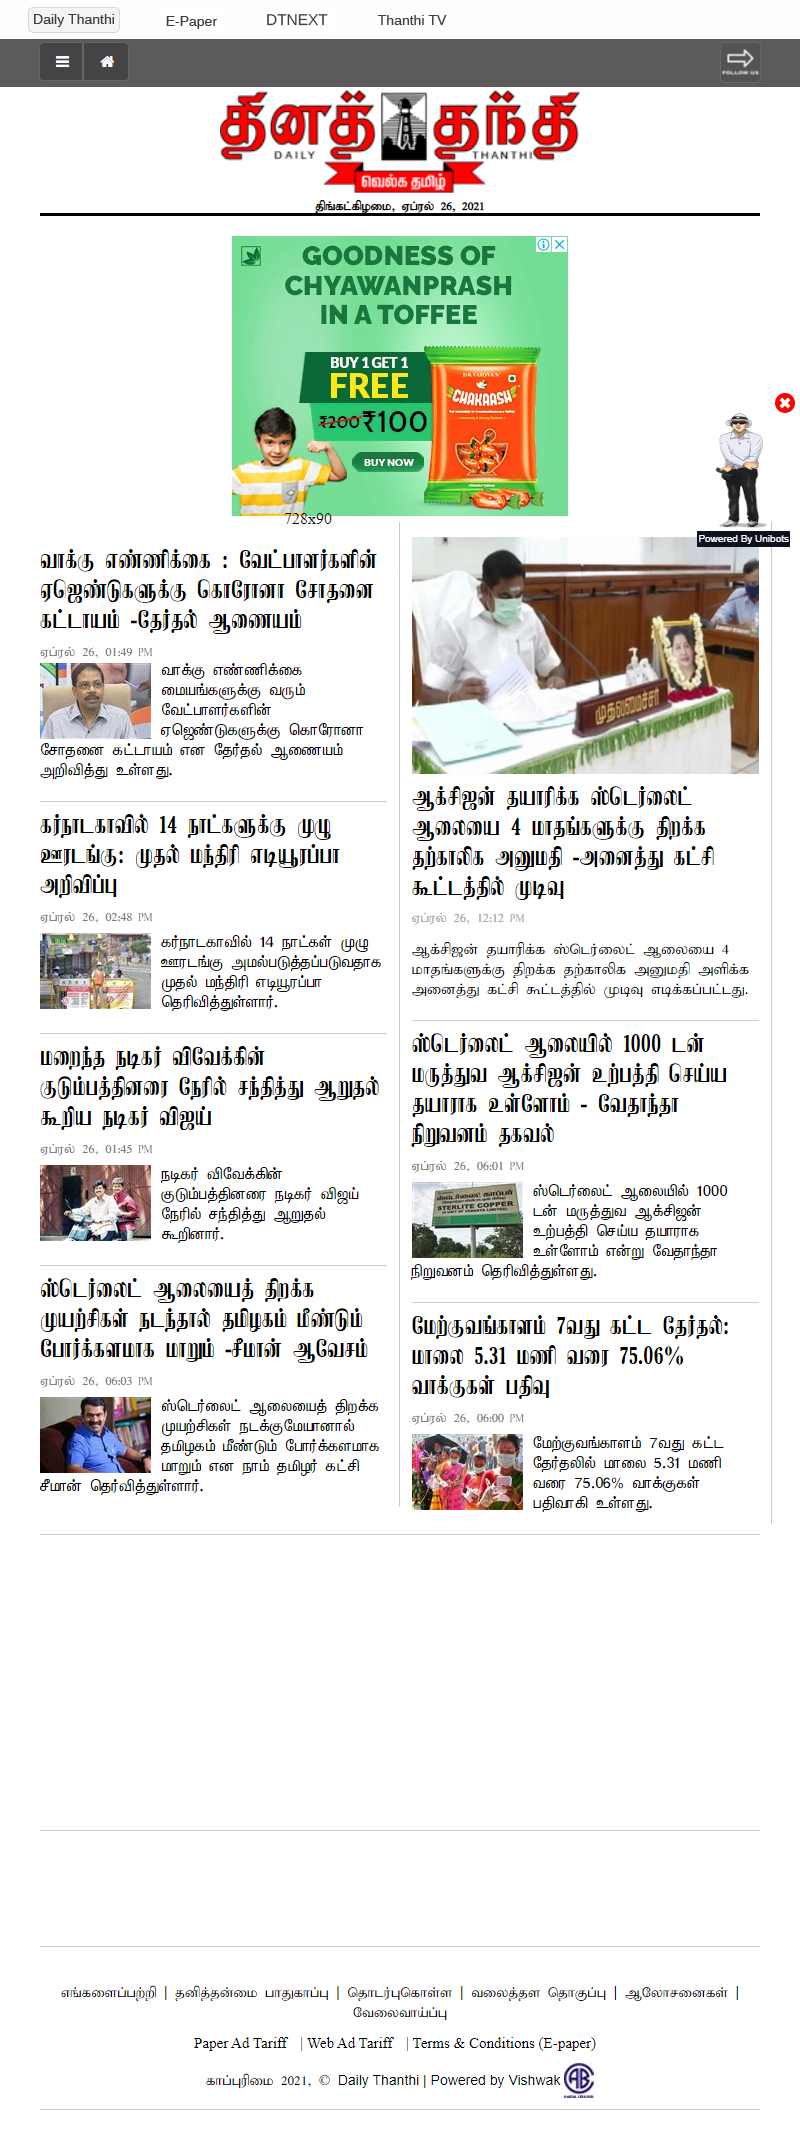 Daily Thanthi
E-Paper
DTNEXT
Thanthi TV
FOLLOW US
தினத் தந்தி
DAILY THANTHI
வெல்க தமிழ்
திங்கட்கிழமை, ஏப்ரல் 26, 2021
GOODNESS OF
CHYAWANPRASH
IN A TOFFEE
BUY 1 GET 1
FREE
₹200 ₹100
BUY NOW
DR.VAIDYA'S
CHAKAASH
728x90
Powered By Unibots
வாக்கு எண்ணிக்கை : வேட்பாளர்களின்
ஏஜெண்டுகளுக்கு கொரோனா சோதனை
கட்டாயம் -தேர்தல் ஆணையம்
ஏப்ரல் 26, 01:49 PM
வாக்கு எண்ணிக்கை
மையங்களுக்கு வரும்
வேட்பாளர்களின்
ஏஜெண்டுகளுக்கு கொரோனா
சோதனை கட்டாயம் என தேர்தல் ஆணையம்
அறிவித்து உள்ளது.
கர்நாடகாவில் 14 நாட்களுக்கு முழு
ஊரடங்கு: முதல் மந்திரி எடியூரப்பா
அறிவிப்பு
ஏப்ரல் 26, 02:48 PM
கர்நாடகாவில் 14 நாட்கள் முழு
ஊரடங்கு அமல்படுத்தப்படுவதாக
முதல் மந்திரி எடியூரப்பா
தெரிவித்துள்ளார்.
மறைந்த நடிகர் விவேக்கின்
குடும்பத்தினரை நேரில் சந்தித்து ஆறுதல்
கூறிய நடிகர் விஜய்
ஏப்ரல் 26, 01:45 PM
நடிகர் விவேக்கின்
குடும்பத்தினரை நடிகர் விஜய்
நேரில் சந்தித்து ஆறுதல்
கூறினார்.
ஸ்டெர்லைட் ஆலையைத் திறக்க
முயற்சிகள் நடந்தால் தமிழகம் மீண்டும்
போர்க்களமாக மாறும் -சீமான் ஆவேசம்
ஏப்ரல் 26, 06:03 PM
ஸ்டெர்லைட் ஆலையைத் திறக்க
முயற்சிகள் நடக்குமேயானால்
தமிழகம் மீண்டும் போர்க்களமாக
மாறும் என நாம் தமிழர் கட்சி
சீமான் தெர்வித்துள்ளார்.
முதலமைச்சர்
ஆக்சிஜன் தயாரிக்க ஸ்டெர்லைட்
ஆலையை 4 மாதங்களுக்கு திறக்க
தற்காலிக அனுமதி -அனைத்து கட்சி
கூட்டத்தில் முடிவு
ஏப்ரல் 26, 12:12 PM
ஆக்சிஜன் தயாரிக்க ஸ்டெர்லைட் ஆலையை 4
மாதங்களுக்கு திறக்க தற்காலிக அனுமதி அளிக்க
அனைத்து கட்சி கூட்டத்தில் முடிவு எடிக்கப்பட்டது.
ஸ்டெர்லைட் ஆலையில் 1000 டன்
மருத்துவ ஆக்சிஜன் உற்பத்தி செய்ய
தயாராக உள்ளோம் - வேதாந்தா
நிறுவனம் தகவல்
ஏப்ரல் 26, 06:01 PM
ஸ்டெர்லைட் காப்பர்
STERLITE COPPER
ஸ்டெர்லைட் ஆலையில் 1000
டன் மருத்துவ ஆக்சிஜன்
உற்பத்தி செய்ய தயாராக
உள்ளோம் என்று வேதாந்தா
நிறுவனம் தெரிவித்துள்ளது.
மேற்குவங்காளம் 7வது கட்ட தேர்தல்:
மாலை 5.31 மணி வரை 75.06%
வாக்குகள் பதிவு
ஏப்ரல் 26, 06:00 PM
மேற்குவங்காளம் 7வது கட்ட
தேர்தலில் மாலை 5.31 மணி
வரை 75.06% வாக்குகள்
பதிவாகி உள்ளது.
எங்களைப்பற்றி | தனித்தன்மை பாதுகாப்பு | தொடர்புகொள்ள | வலைத்தள தொகுப்பு | ஆலோசனைகள் |
வேலைவாய்ப்பு
Paper Ad Tariff | Web Ad Tariff | Terms & Conditions (E-paper)
காப்புரிமை 2021, © Daily Thanthi | Powered by Vishwak